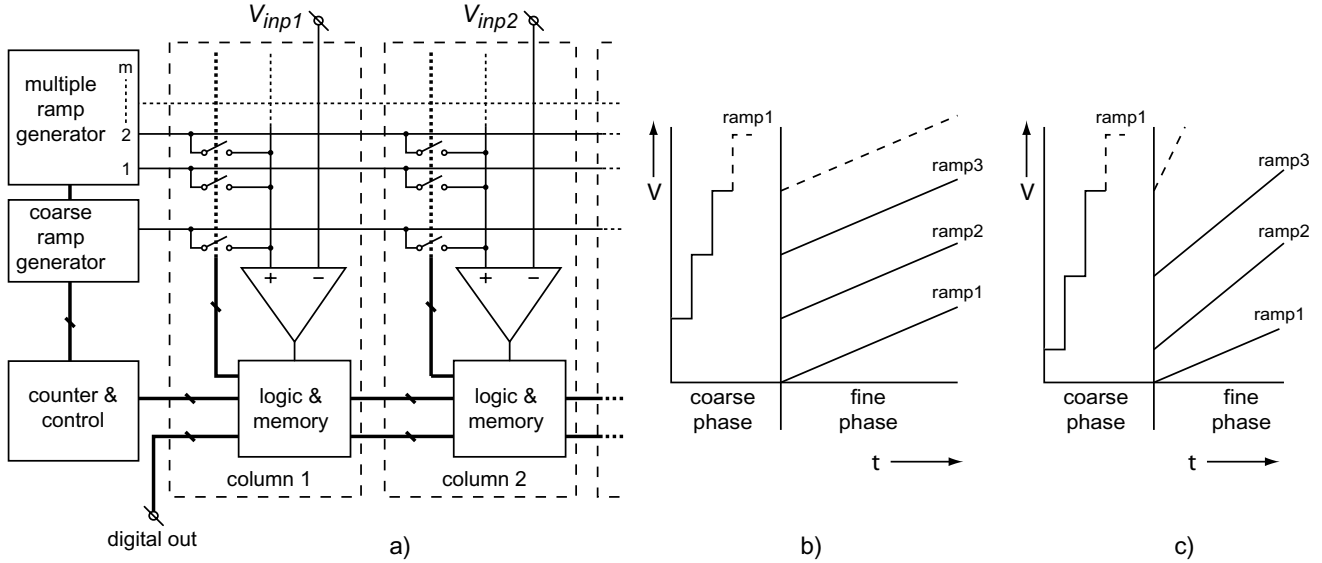 V_inp1
V_inp2
m
multiple
ramp
generator
2
1
coarse
ramp
generator
+ −
+ −
counter &
control
logic &
memory
logic &
memory
column 1
column 2
digital out
a)
V
ramp1
ramp3
ramp2
ramp1
coarse
phase
fine
phase
t
b)
V
ramp1
ramp3
ramp2
ramp1
coarse
phase
fine
phase
t
c)